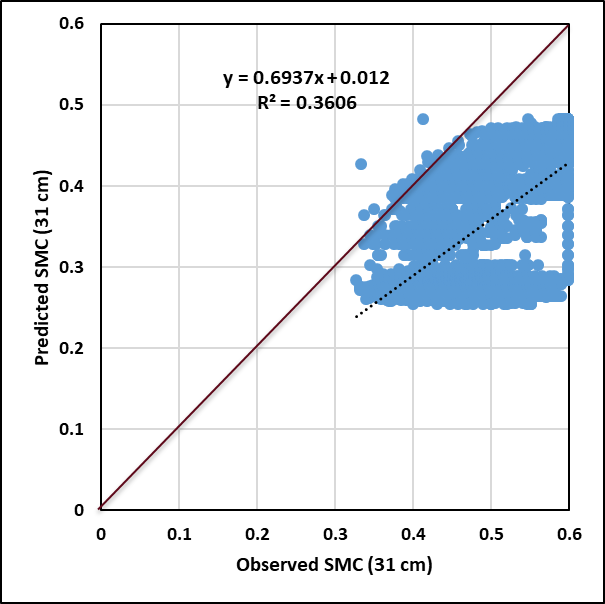 y = 0.6937x + 0.012
R² = 0.3606
0.6
0.5
0.4
0.3
0.2
0.1
0
Predicted SMC (31 cm)
0 0.1 0.2 0.3 0.4 0.5 0.6
Observed SMC (31 cm)